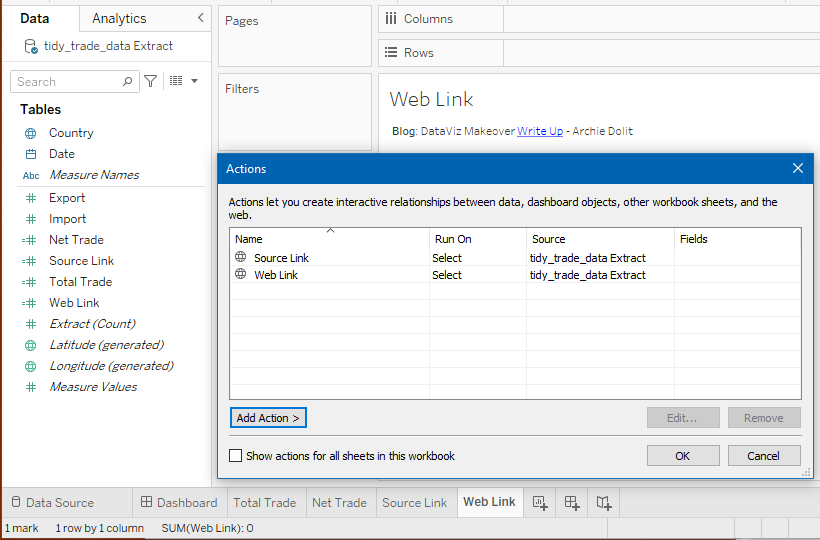 Data
Analytics
tidy_trade_data Extract
Search
Tables
Country
Date
Abc Measure Names
Export
Import
Net Trade
Source Link
Total Trade
Web Link
Extract (Count)
Latitude (generated)
Longitude (generated)
Measure Values
Pages
Filters
Columns
Rows
Web Link
Blog: DataViz Makeover Write Up - Archie Dolit
Actions
Actions let you create interactive relationships between data, dashboard objects, other workbook sheets, and the
web.
Name Run On Source Fields
Source Link Select tidy_trade_data Extract
Web Link Select tidy_trade_data Extract
Add Action > Edit... Remove
Show actions for all sheets in this workbook OK Cancel
Data Source Dashboard Total Trade Net Trade Source Link Web Link
1 mark 1 row by 1 column SUM(Web Link): 0